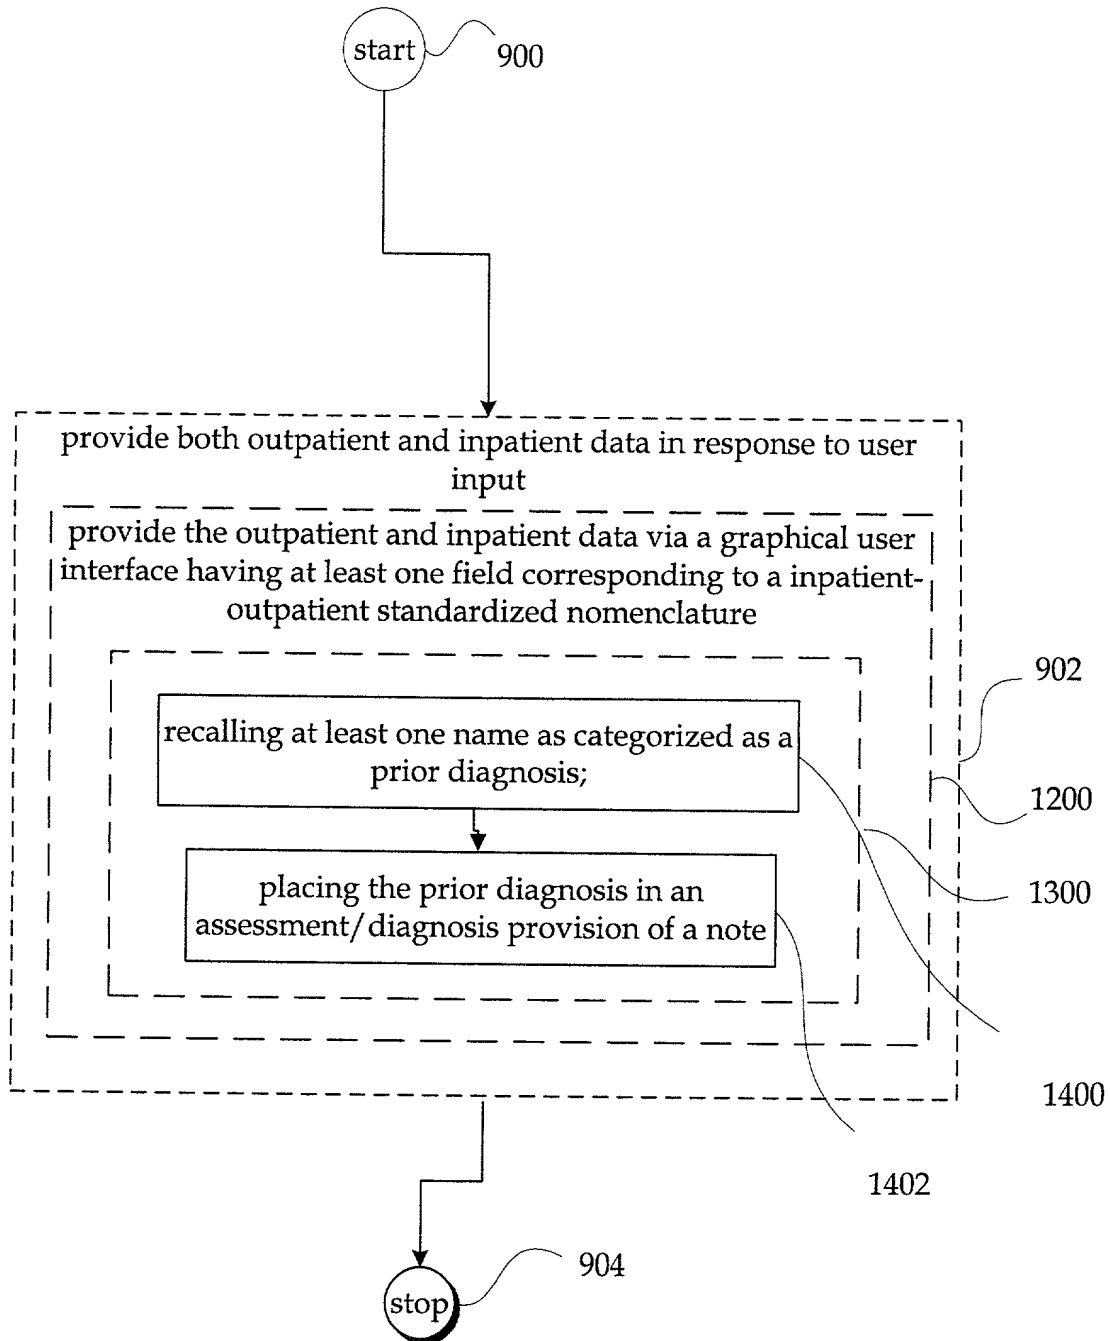 start
900
provide both outpatient and inpatient data in response to user
input
provide the outpatient and inpatient data via a graphical user
interface having at least one field corresponding to a inpatient-
outpatient standardized nomenclature
902
recalling at least one name as categorized as a
prior diagnosis;
1200
placing the prior diagnosis in an
assessment/diagnosis provision of a note
1300
1400
1402
904
stop